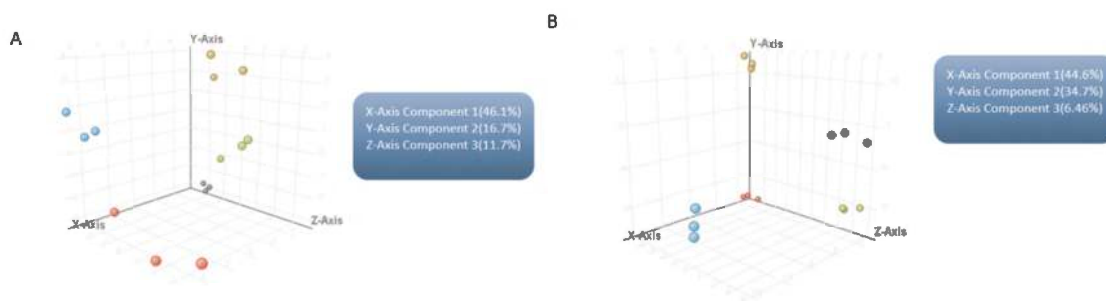 A
Y-Axis
X-Axis
Z-Axis
X-Axis Component 1(46.1%)
Y-Axis Component 2(16.7%)
Z-Axis Component 3(11.7%)
B
Y-Axis
X-Axis
Z-Axis
X-Axis Component 1(44.6%)
Y-Axis Component 2(34.7%)
Z-Axis Component 3(6.46%)